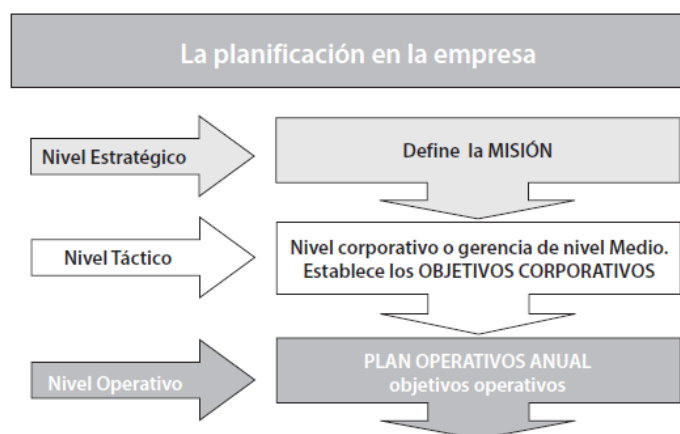 La planificación en la empresa
Nivel Estratégico
Define la MISIÓN
Nivel Táctico
Nivel corporativo o gerencia de nivel Medio.
Establece los OBJETIVOS CORPORATIVOS
Nivel Operativo
PLAN OPERATIVOS ANUAL
objetivos operativos